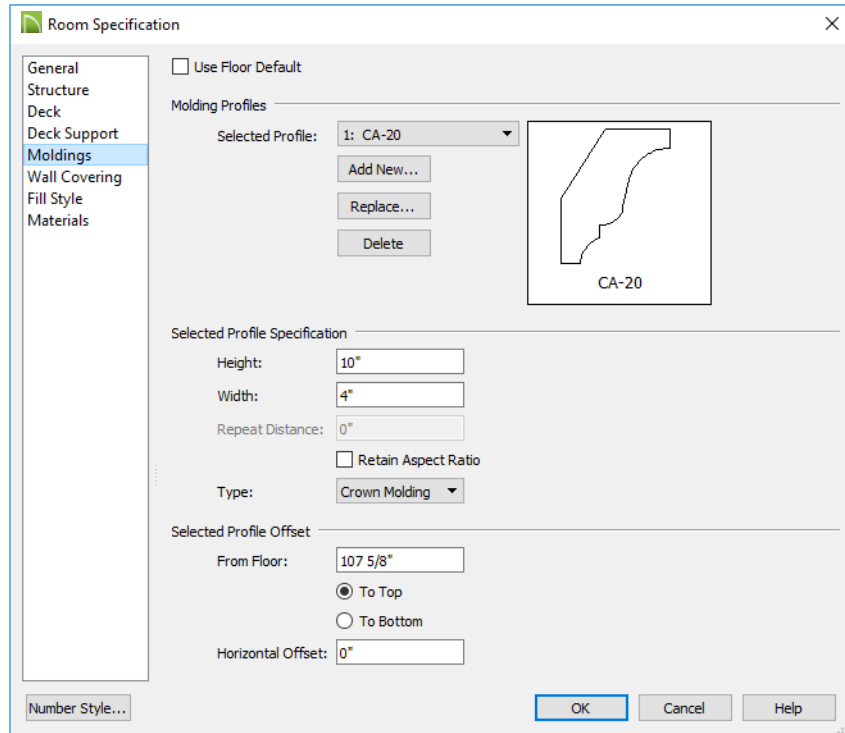 Room Specification
General
Structure
Deck
Deck Support
Moldings
Wall Covering
Fill Style
Materials
Use Floor Default
Molding Profiles
Selected Profile: 1: CA-20
Add New...
Replace...
Delete
CA-20
Selected Profile Specification
Height: 10"
Width: 4"
Repeat Distance: 0"
Retain Aspect Ratio
Type: Crown Molding
Selected Profile Offset
From Floor: 107 5/8"
To Top
To Bottom
Horizontal Offset: 0"
Number Style... OK Cancel Help